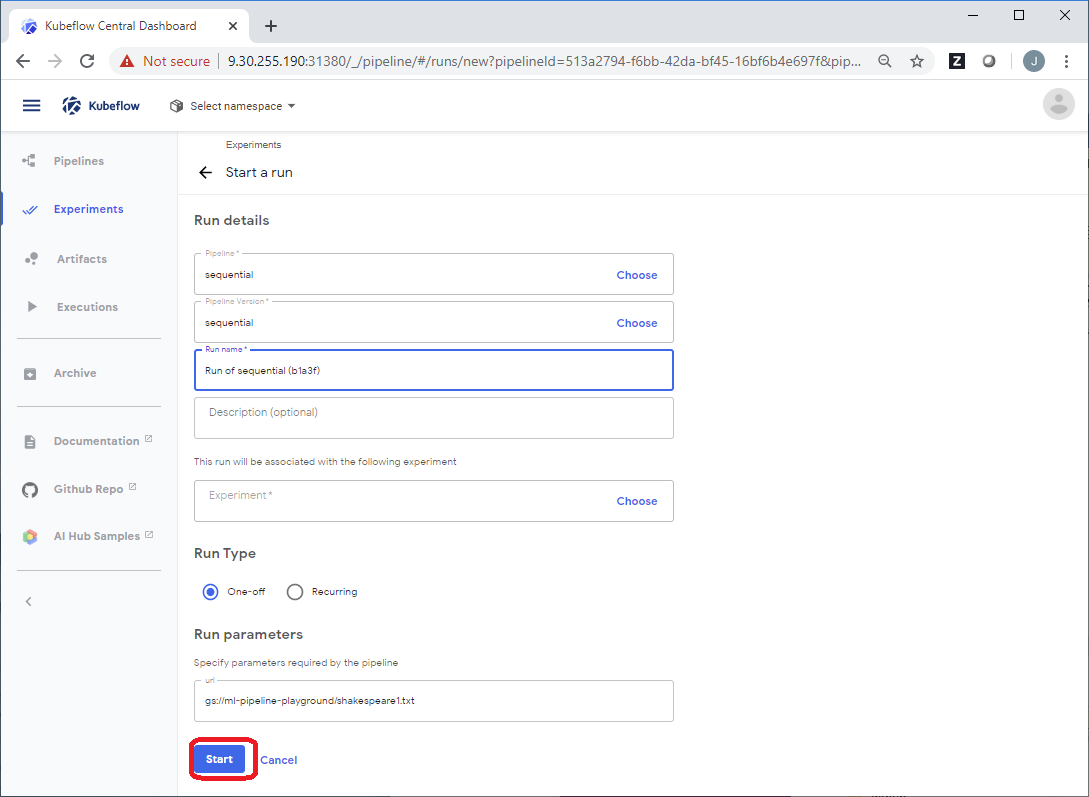 Kubeflow Central Dashboard
Not secure 9.30.255.190:31380/_/pipeline/#/runs/new?pipelineId=513a2794-f6bb-42da-bf45-16bf6b4e697f&pip... Z J
Kubeflow Select namespace
Experiments
Start a run
Pipelines
Experiments
Artifacts
Executions
Archive
Documentation
Github Repo
AI Hub Samples
Run details
Pipeline *
sequential Choose
Pipeline Version *
sequential Choose
Run name *
Run of sequential (b1a3f)
Description (optional)
This run will be associated with the following experiment
Experiment * Choose
Run Type
One-off Recurring
Run parameters
Specify parameters required by the pipeline
url
gs://ml-pipeline-playground/shakespeare1.txt
Start Cancel